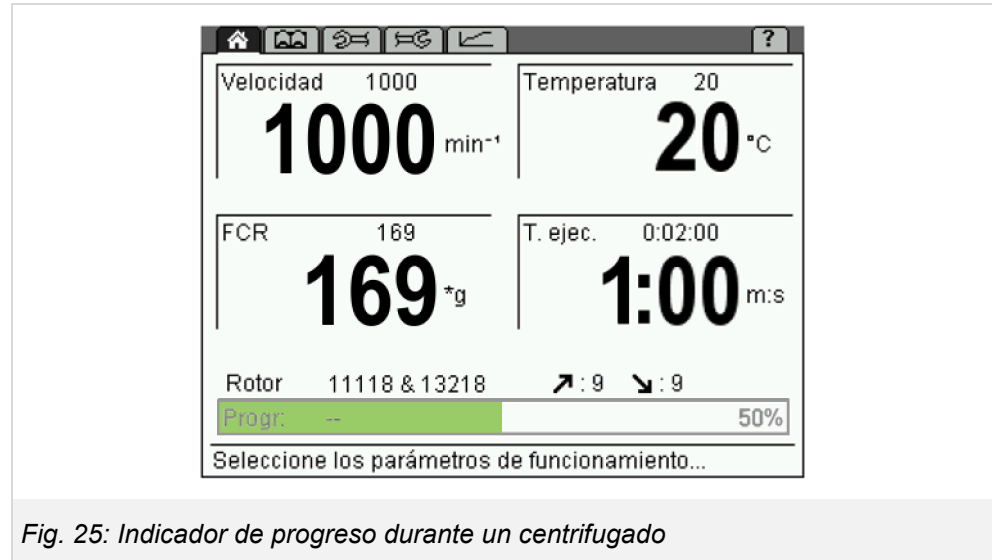 ?
Velocidad 1000
1000 min⁻¹
Temperatura 20
20 °C
FCR 169
169 *g
T. ejec. 0:02:00
1:00 m:s
Rotor 11118 & 13218 ↗ : 9 ↘ : 9
Progr: -- 50%
Seleccione los parámetros de funcionamiento...
Fig. 25: Indicador de progreso durante un centrifugado